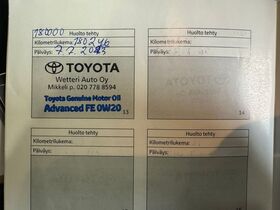 180000 Huolto tehty
Kilometrilukema: 180246
Päiväys: 7.2.2023
TOYOTA
Wetteri Auto Oy
Mikkeli p. 020 778 8594
Toyota Genuine Motor Oil
Advanced FE 0W20
13
Huolto tehty
Kilometrilukema:
Päiväys:
14
Huolto tehty
Kilometrilukema:
Päiväys:
Huolto tehty
Kilometrilukema:
Päiväys: